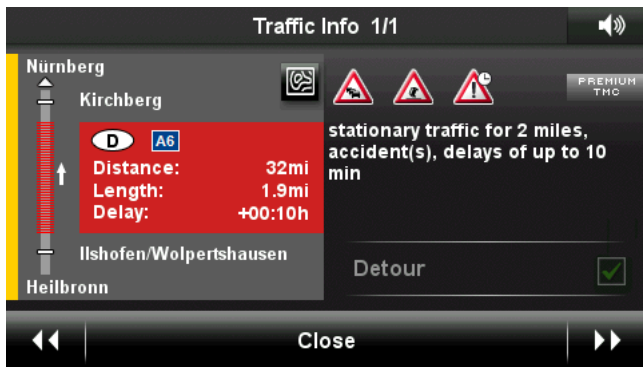 Traffic Info 1/1
Nürnberg
Kirchberg
D A6
Distance: 32mi
Length: 1.9mi
Delay: +00:10h
Ilshofen/Wolpertshausen
Heilbronn
PREMIUM
TMC
stationary traffic for 2 miles,
accident(s), delays of up to 10
min
Detour
Close